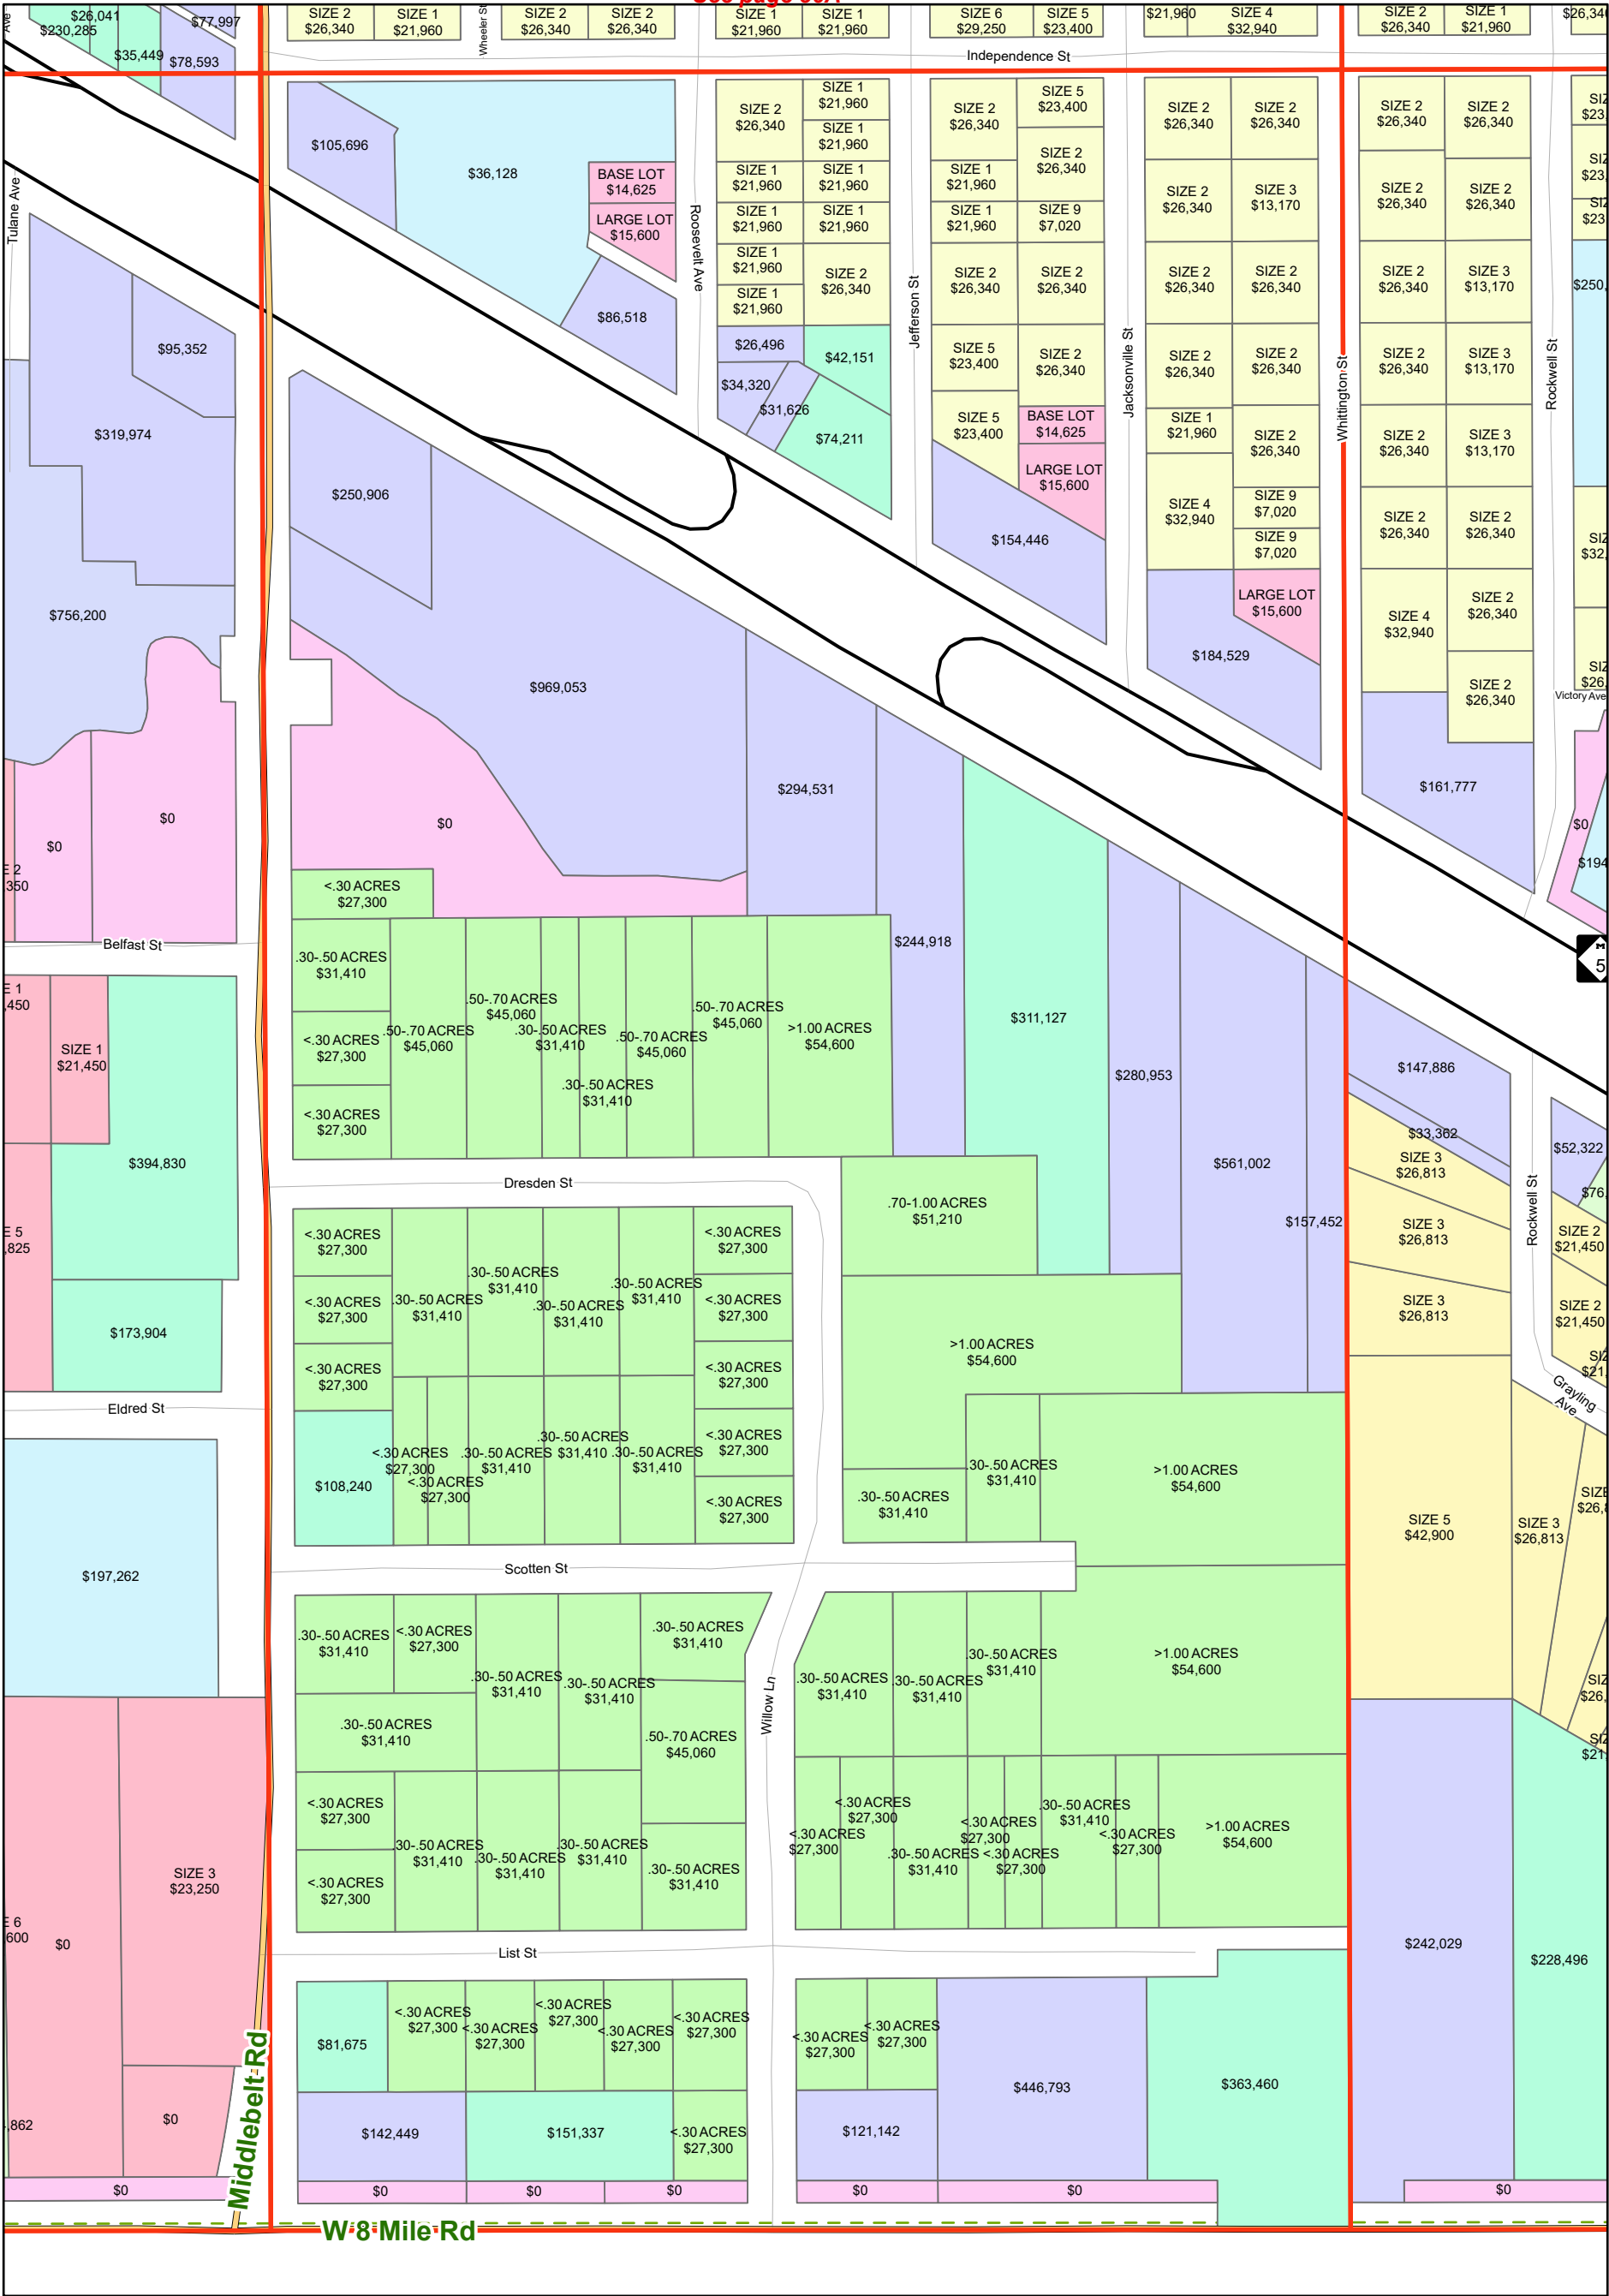 $26,041
$230,285
$35,449
$77,997
$78,593
SIZE 2
$26,340
SIZE 1
$21,960
Wheeler St
SIZE 2
$26,340
SIZE 2
$26,340
SIZE 1
$21,960
SIZE 1
$21,960
SIZE 6
$29,250
SIZE 5
$23,400
$21,960
SIZE 4
$32,940
SIZE 2
$26,340
SIZE 1
$21,960
Independence St
Tulane Ave
$105,696
$36,128
BASE LOT
$14,625
LARGE LOT
$15,600
$86,518
Roosevelt Ave
SIZE 2
$26,340
SIZE 1
$21,960
SIZE 1
$21,960
SIZE 1
$21,960
SIZE 1
$21,960
SIZE 1
$21,960
SIZE 1
$21,960
SIZE 1
$21,960
SIZE 2
$26,340
SIZE 1
$21,960
$26,496
$42,151
$34,320
$31,626
$74,211
Jefferson St
SIZE 2
$26,340
SIZE 5
$23,400
SIZE 2
$26,340
SIZE 1
$21,960
SIZE 1
$21,960
SIZE 9
$7,020
SIZE 2
$26,340
SIZE 2
$26,340
SIZE 5
$23,400
SIZE 2
$26,340
SIZE 5
$23,400
BASE LOT
$14,625
LARGE LOT
$15,600
$154,446
Jacksonville St
SIZE 2
$26,340
SIZE 2
$26,340
SIZE 2
$26,340
SIZE 3
$13,170
SIZE 2
$26,340
SIZE 2
$26,340
SIZE 2
$26,340
SIZE 2
$26,340
SIZE 1
$21,960
SIZE 2
$26,340
SIZE 4
$32,940
SIZE 9
$7,020
SIZE 9
$7,020
LARGE LOT
$15,600
$184,529
Whittington St
SIZE 2
$26,340
SIZE 2
$26,340
SIZE 2
$26,340
SIZE 2
$26,340
SIZE 2
$26,340
SIZE 3
$13,170
SIZE 2
$26,340
SIZE 3
$13,170
SIZE 2
$26,340
SIZE 3
$13,170
SIZE 2
$26,340
SIZE 2
$26,340
SIZE 4
$32,940
SIZE 2
$26,340
SIZE 2
$26,340
$161,777
Rockwell St
Victory Ave
$0
5
$95,352
$319,974
$756,200
$0
$0
Belfast St
SIZE 1
$21,450
$394,830
$173,904
Eldred St
$197,262
SIZE 3
$23,250
$0
$0
$0
$250,906
$969,053
$0
$294,531
$244,918
$311,127
$280,953
$561,002
$157,452
<.30 ACRES
$27,300
.30-.50 ACRES
$31,410
<.30 ACRES
$27,300
<.30 ACRES
$27,300
.50-.70 ACRES
$45,060
.50-.70 ACRES
$45,060
.30-.50 ACRES
$31,410
.30-.50 ACRES
$31,410
.50-.70 ACRES
$45,060
.50-.70 ACRES
$45,060
>1.00 ACRES
$54,600
Dresden St
<.30 ACRES
$27,300
<.30 ACRES
$27,300
<.30 ACRES
$27,300
.30-.50 ACRES
$31,410
.30-.50 ACRES
$31,410
.30-.50 ACRES
$31,410
.30-.50 ACRES
$31,410
<.30 ACRES
$27,300
<.30 ACRES
$27,300
<.30 ACRES
$27,300
<.30 ACRES
$27,300
<.30 ACRES
$27,300
$108,240
<.30 ACRES
$27,300
<.30 ACRES
$27,300
.30-.50 ACRES
$31,410
.30-.50 ACRES
$31,410
.30-.50 ACRES
$31,410
.70-1.00 ACRES
$51,210
>1.00 ACRES
$54,600
.30-.50 ACRES
$31,410
.30-.50 ACRES
$31,410
>1.00 ACRES
$54,600
Scotten St
.30-.50 ACRES
$31,410
<.30 ACRES
$27,300
.30-.50 ACRES
$31,410
.30-.50 ACRES
$31,410
.30-.50 ACRES
$31,410
.30-.50 ACRES
$31,410
.50-.70 ACRES
$45,060
<.30 ACRES
$27,300
<.30 ACRES
$27,300
.30-.50 ACRES
$31,410
.30-.50 ACRES
$31,410
.30-.50 ACRES
$31,410
.30-.50 ACRES
$31,410
Willow Ln
.30-.50 ACRES
$31,410
.30-.50 ACRES
$31,410
.30-.50 ACRES
$31,410
>1.00 ACRES
$54,600
<.30 ACRES
$27,300
<.30 ACRES
$27,300
.30-.50 ACRES
$31,410
<.30 ACRES
$27,300
<.30 ACRES
$27,300
.30-.50 ACRES
$31,410
<.30 ACRES
$27,300
>1.00 ACRES
$54,600
List St
$81,675
<.30 ACRES
$27,300
<.30 ACRES
$27,300
<.30 ACRES
$27,300
<.30 ACRES
$27,300
<.30 ACRES
$27,300
$142,449
$151,337
<.30 ACRES
$27,300
$0
$0
$0
<.30 ACRES
$27,300
<.30 ACRES
$27,300
$121,142
$446,793
$363,460
$0
$0
$147,886
$33,362
SIZE 3
$26,813
SIZE 3
$26,813
SIZE 3
$26,813
SIZE 5
$42,900
SIZE 3
$26,813
Rockwell St
$52,322
SIZE 2
$21,450
SIZE 2
$21,450
Grayling
Ave
$242,029
$228,496
$0
Middlebelt Rd
W 8 Mile Rd